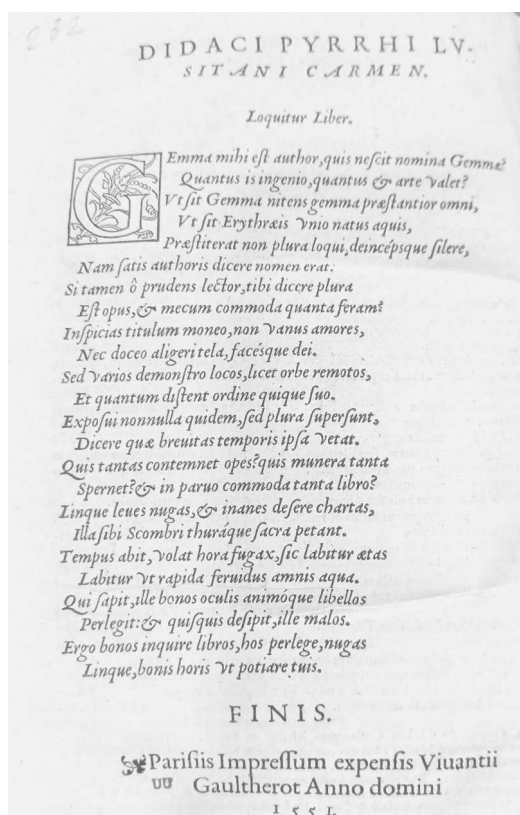 232
DIDACI PYRRHI LV-
SITANI CARMEN.
Loquitur Liber.
GEmma mihi eſt author, quis neſcit nomina Gemmæ?
Quantus is ingenio, quantus & arte valet?
Vt ſit Gemma nitens gemma præſtantior omni,
Vt ſit Erythræis vnio natus aquis,
Præſtiterat non plura loqui, deincépsque ſilere,
Nam ſatis authoris dicere nomen erat.
Si tamen ô prudens lector, tibi dicere plura
Eſt opus, & mecum commoda quanta feram?
Inſpicias titulum moneo, non vanus amores,
Nec doceo aligeri tela, facésque dei.
Sed varios demonſtro locos, licet orbe remotos,
Et quantum diſtent ordine quique ſuo.
Expoſui nonnulla quidem, ſed plura ſuperſunt,
Dicere quæ breuitas temporis ipſa vetat.
Quis tantas contemnet opes? quis munera tanta
Spernet? & in paruo commoda tanta libro?
Linque leues nugas, & inanes deſere chartas,
Illa ſibi Scombri thuráque ſacra petant.
Tempus abit, volat hora fugax, ſic labitur ætas
Labitur vt rapida feruidus amnis aqua.
Qui ſapit, ille bonos oculis animóque libellos
Perlegit: & quiſquis deſipit, ille malos.
Ergo bonos inquire libros, hos perlege, nugas
Linque, bonis horis vt potiare tuis.
FINIS.
Pariſiis Impreſſum expenſis Viuantii
Gaultherot Anno domini
1551.